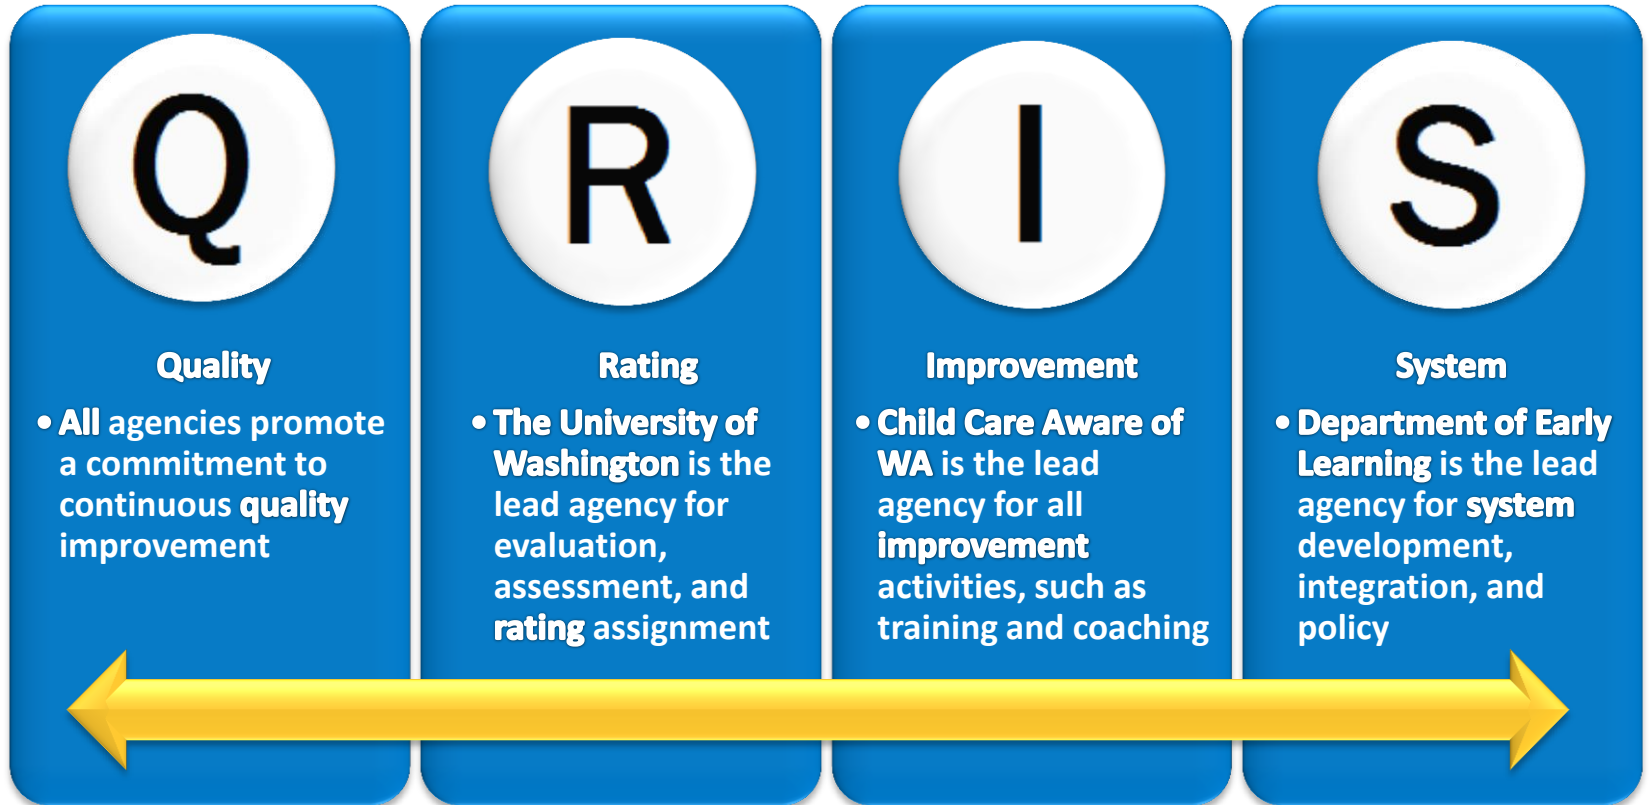 Q
Quality
• All agencies promote
a commitment to
continuous quality
improvement
R
Rating
• The University of
Washington is the
lead agency for
evaluation,
assessment, and
rating assignment
I
Improvement
• Child Care Aware of
WA is the lead
agency for all
improvement
activities, such as
training and coaching
S
System
• Department of Early
Learning is the lead
agency for system
development,
integration, and
policy